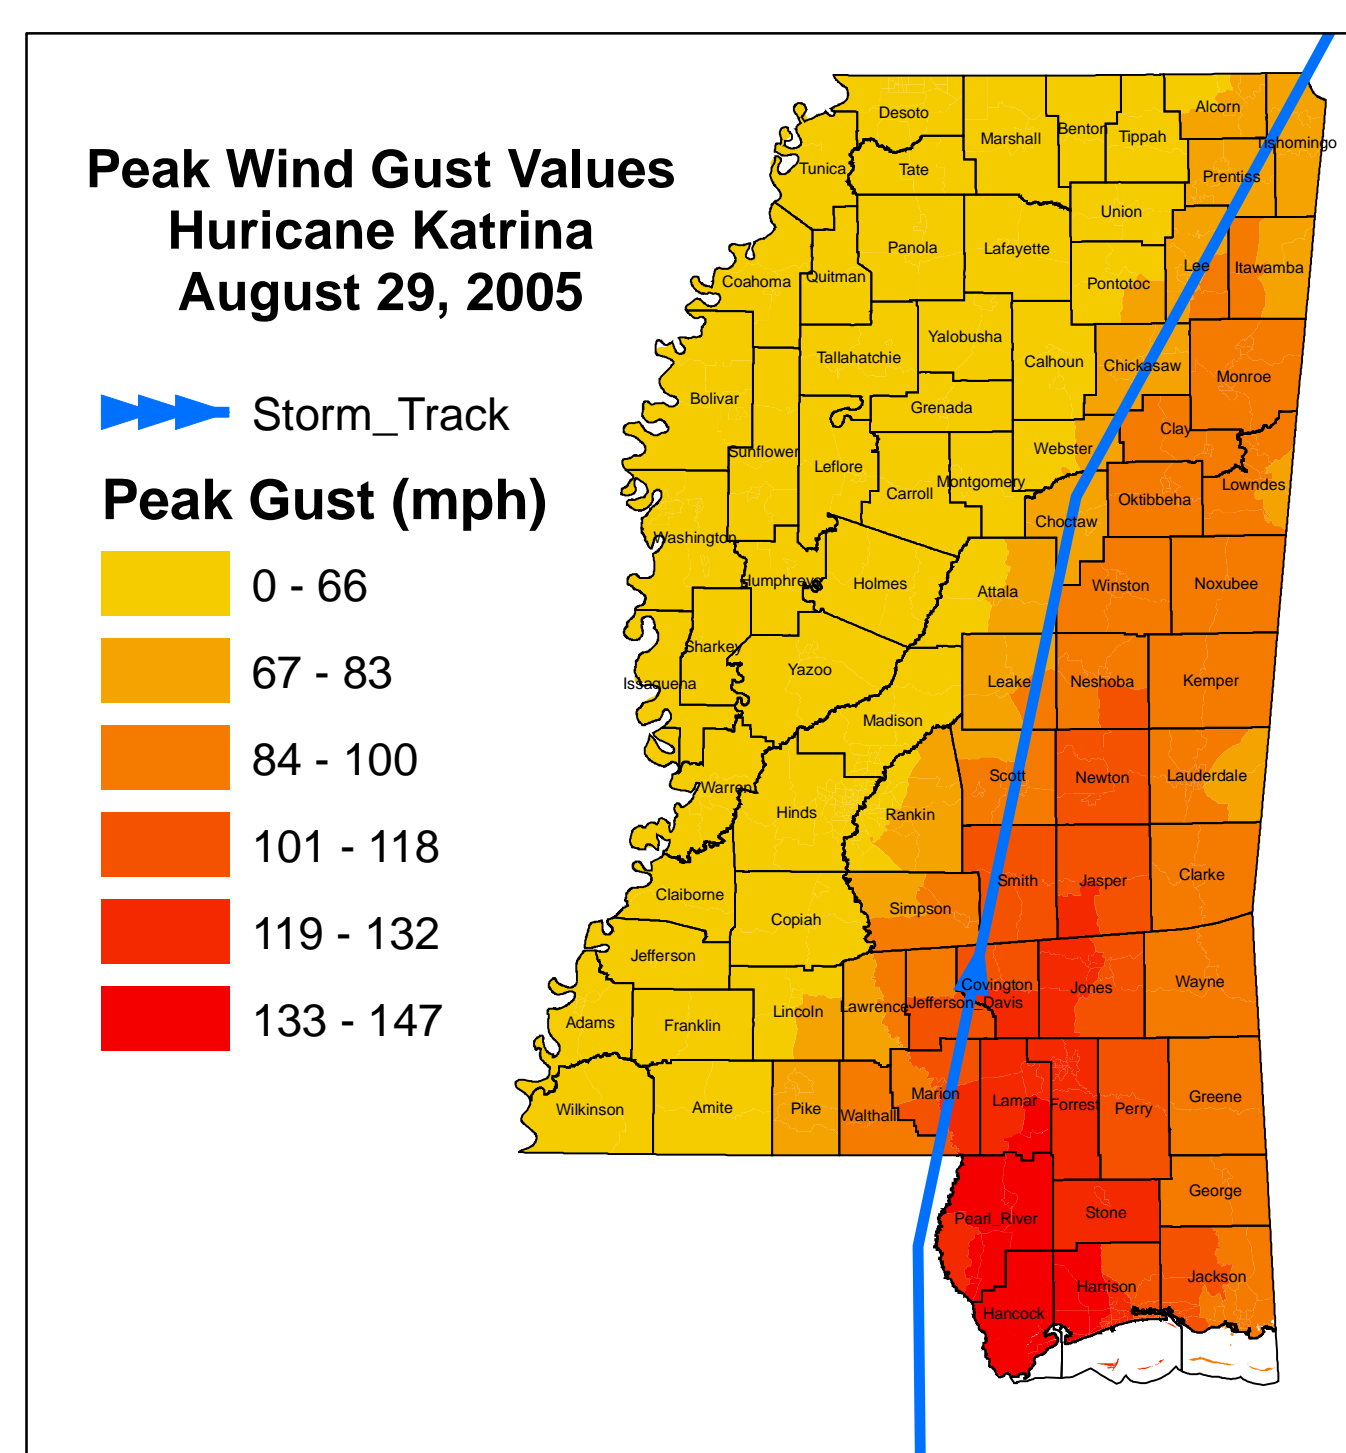 Peak Wind Gust Values
Huricane Katrina
August 29, 2005
Storm_Track
Peak Gust (mph)
0 - 66
67 - 83
84 - 100
101 - 118
119 - 132
133 - 147
Desoto
Marshall
Benton
Tippah
Alcorn
Tishomingo
Tunica
Tate
Prentiss
Union
Panola
Lafayette
Coahoma
Quitman
Pontotoc
Lee
Itawamba
Tallahatchie
Yalobusha
Calhoun
Chickasaw
Monroe
Bolivar
Grenada
Clay
Sunflower
Leflore
Webster
Carroll
Montgomery
Choctaw
Oktibbeha
Lowndes
Washington
Humphreys
Holmes
Attala
Winston
Noxubee
Sharkey
Issaquena
Yazoo
Leake
Neshoba
Kemper
Madison
Warren
Hinds
Rankin
Scott
Newton
Lauderdale
Claiborne
Copiah
Simpson
Smith
Jasper
Clarke
Jefferson
Adams
Franklin
Lincoln
Lawrence
Jefferson_Davis
Covington
Jones
Wayne
Wilkinson
Amite
Pike
Walthall
Marion
Lamar
Forrest
Perry
Greene
Pearl_River
Stone
George
Hancock
Harrison
Jackson